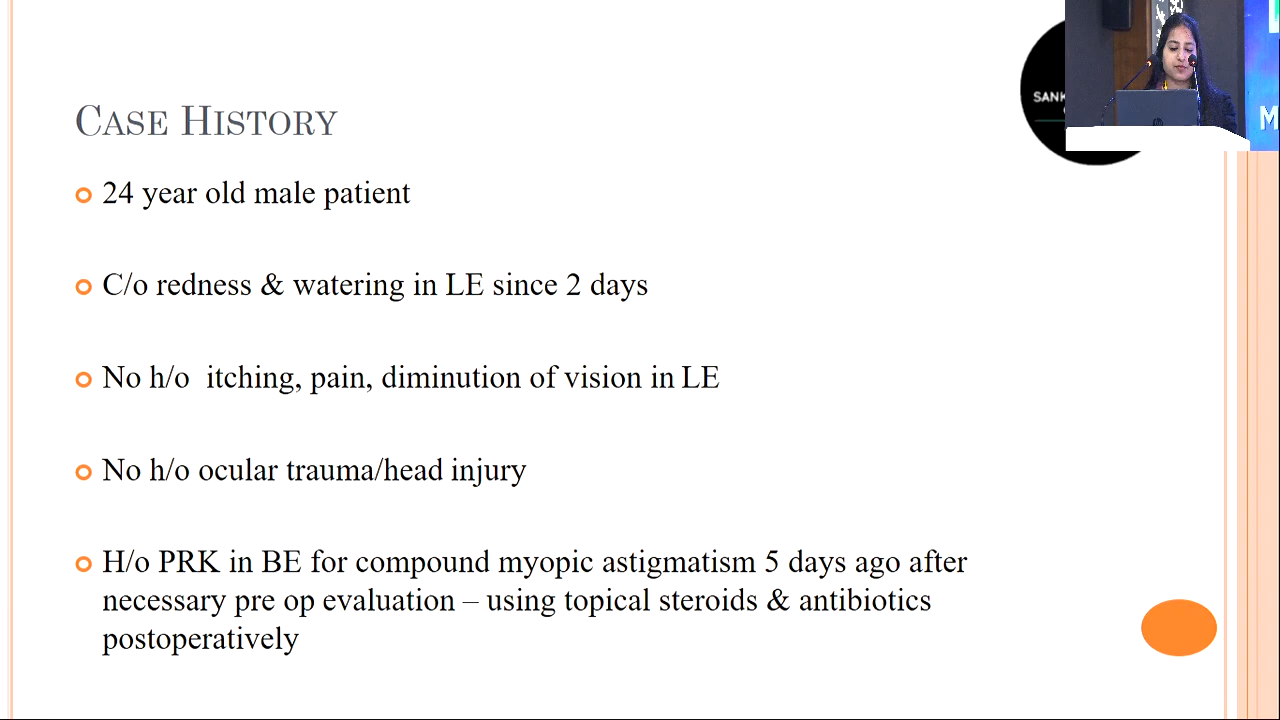 CASE HISTORY
24 year old male patient
C/o redness & watering in LE since 2 days
No h/o itching, pain, diminution of vision in LE
No h/o ocular trauma/head injury
H/o PRK in BE for compound myopic astigmatism 5 days ago after
necessary pre op evaluation – using topical steroids & antibiotics
postoperatively